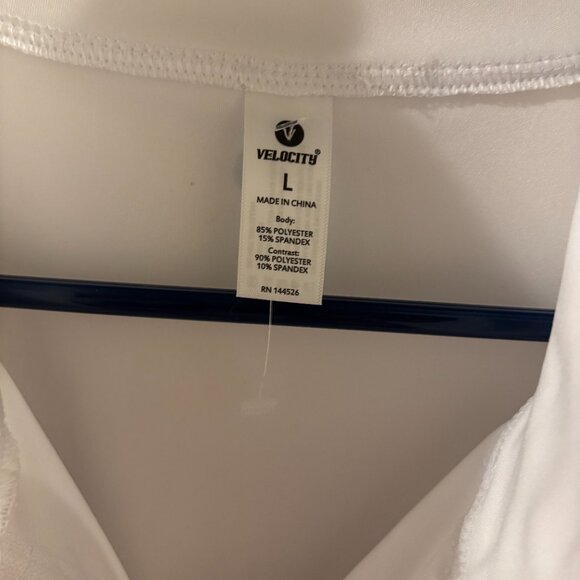 V
VELOCITY®
L
MADE IN CHINA
Body:
85% POLYESTER
15% SPANDEX
Contrast:
90% POLYESTER
10% SPANDEX
RN 144526